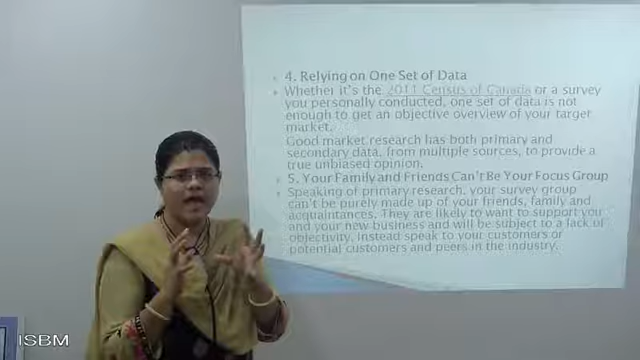 4. Relying on One Set of Data
Whether it's the 2011 Census of Canada or a survey
you personally conducted, one set of data is not
enough to get an objective overview of your target
market.
Good market research has both primary and
secondary data, from multiple sources, to provide a
true unbiased opinion.
5. Your Family and Friends Can't Be Your Focus Group
Speaking of primary research, your survey group
can't be purely made up of your friends, family and
acquaintances. They are likely to want to support you
and your new business and will be subject to a lack of
objectivity. Instead speak to your customers or
potential customers and peers in the industry.
ISBM